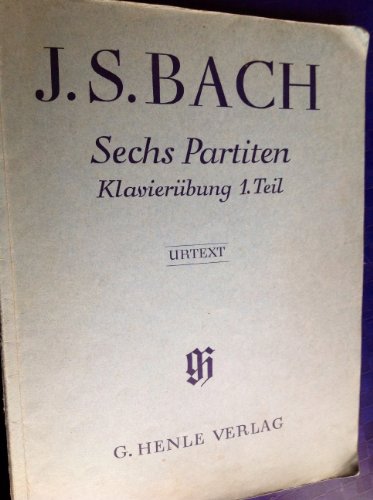 J.S.BACH
Sechs Partiten
Klavierübung 1.Teil
URTEXT
G. HENLE VERLAG